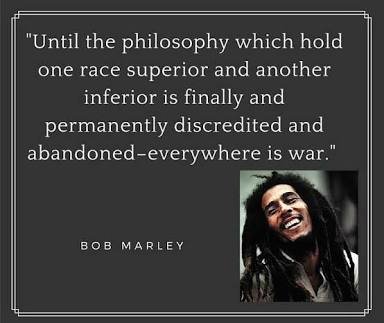 "Until the philosophy which hold
one race superior and another
inferior is finally and
permanently discredited and
abandoned–everywhere is war."
BOB MARLEY